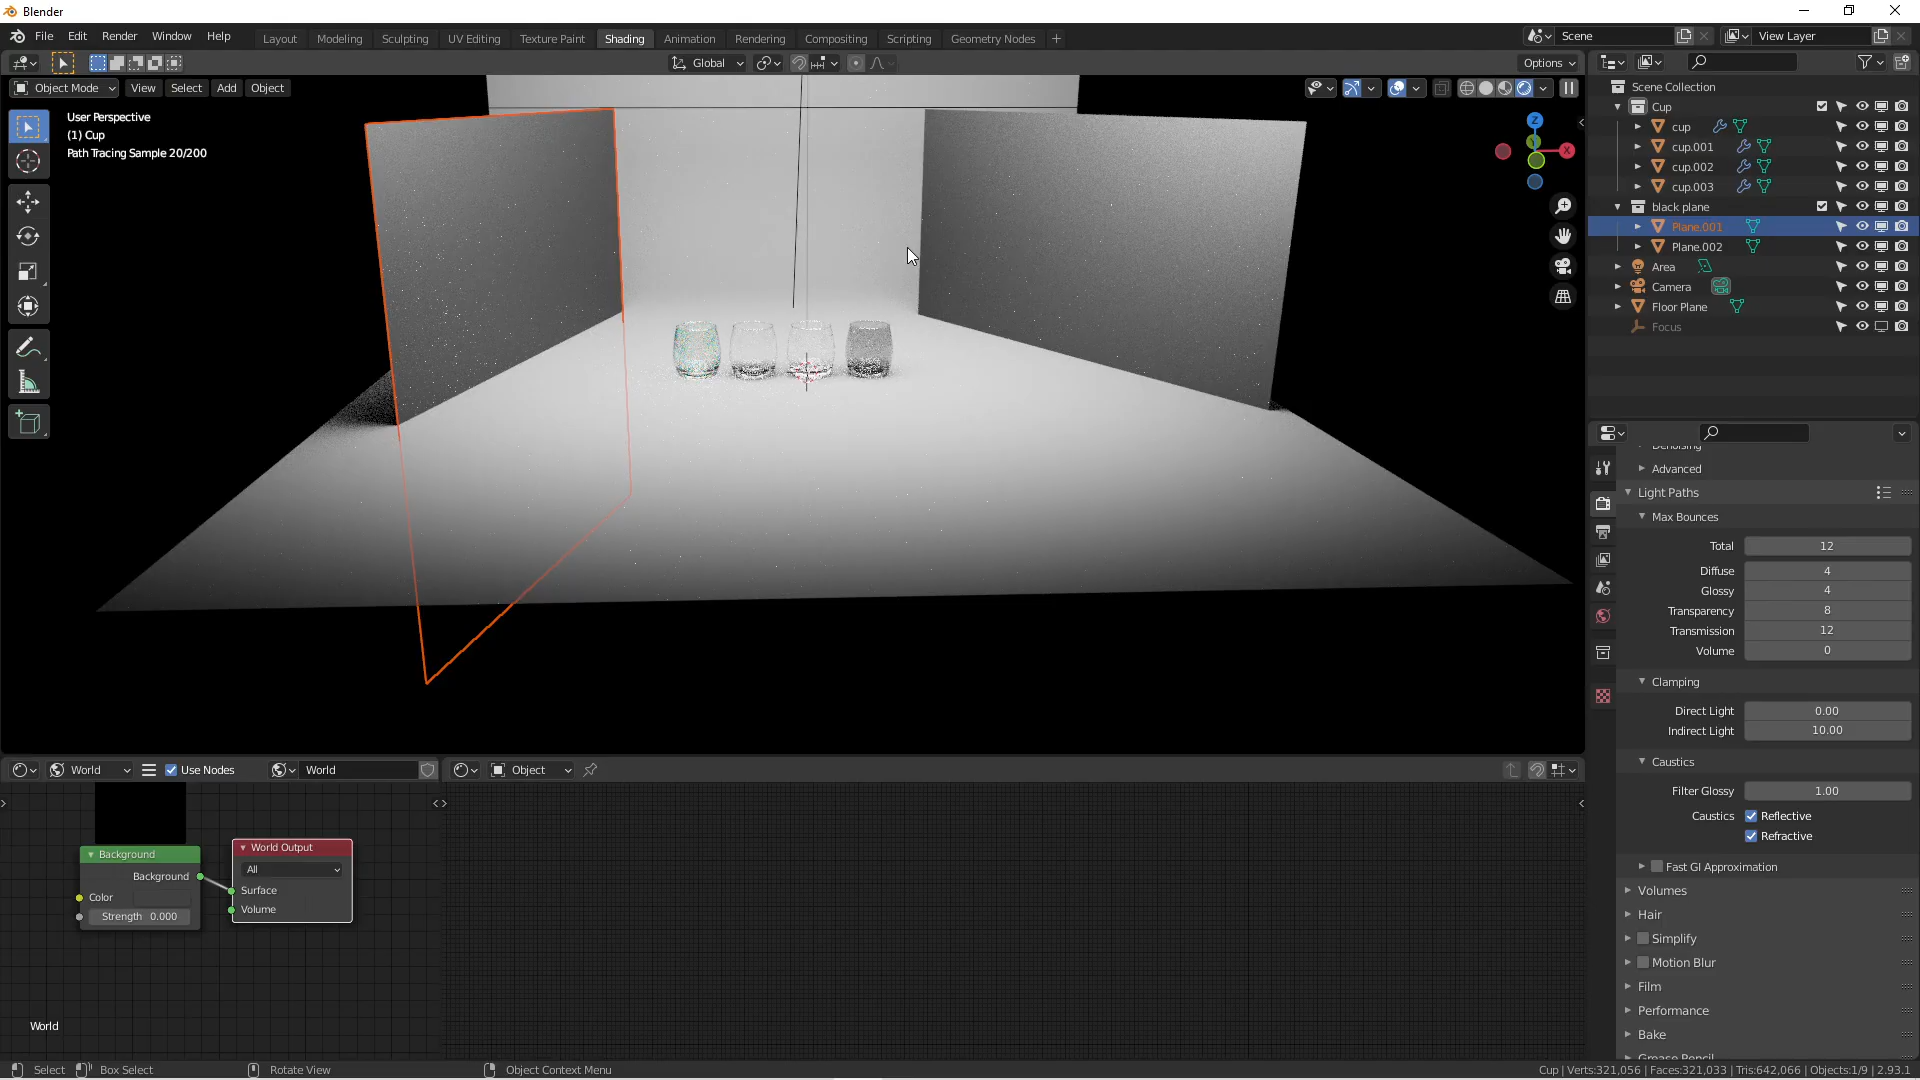 Blender
File Edit Render Window Help
Layout Modeling Sculpting UV Editing Texture Paint Shading Animation Rendering Compositing Scripting Geometry Nodes +
Scene
View Layer
Global
Options
Object Mode View Select Add Object
User Perspective
(1) Cup
Path Tracing Sample 20/200
Z
X
Scene Collection
Cup
cup
cup.001
cup.002
cup.003
black plane
Plane.001
Plane.002
Area
Camera
Floor Plane
Focus
Advanced
Light Paths
Max Bounces
Total 12
Diffuse 4
Glossy 4
Transparency 8
Transmission 12
Volume 0
Clamping
Direct Light 0.00
Indirect Light 10.00
Caustics
Filter Glossy 1.00
Caustics Reflective
Refractive
Fast GI Approximation
Volumes
Hair
Simplify
Motion Blur
Film
Performance
Bake
Grease Pencil
World Use Nodes World
Object
Background
Background
Color
Strength 0.000
World Output
All
Surface
Volume
World
Select Box Select Rotate View Object Context Menu
Cup | Verts:321,056 | Faces:321,033 | Tris:642,066 | Objects:1/9 | 2.93.1